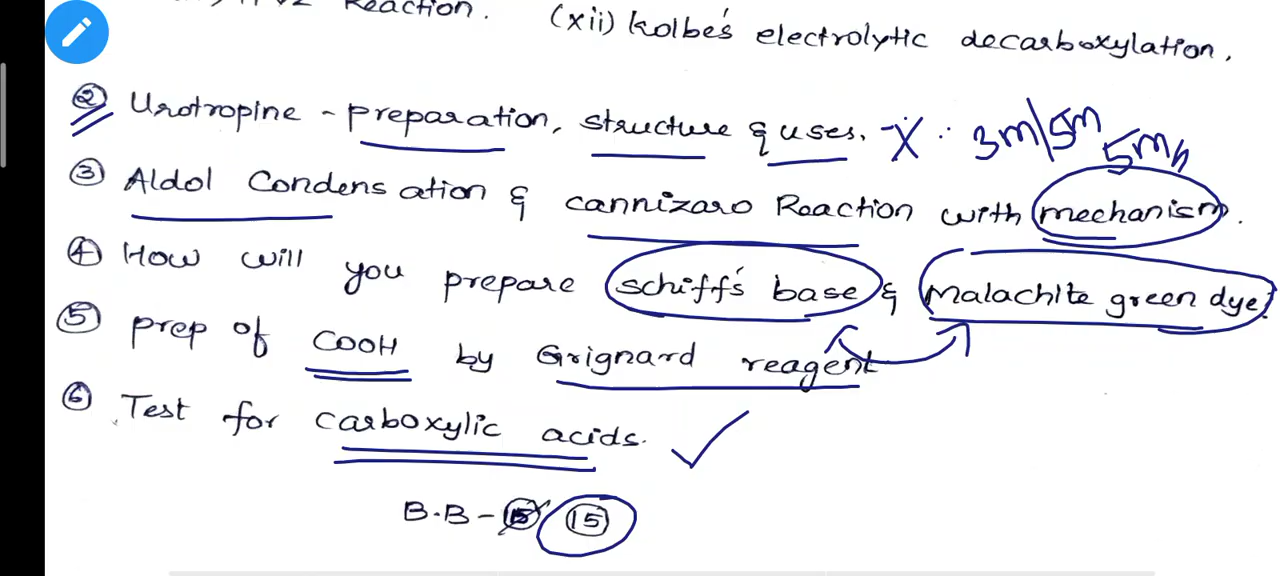 Reaction. (xii) Kolbe's electrolytic decarboxylation.
② Urotropine - preparation, structure & uses. 3m/5m
5m
③ Aldol Condensation & cannizaro Reaction with mechanism.
④ How will you prepare schiff's base & Malachite green dye.
⑤ prep of COOH by Grignard reagent
⑥ Test for carboxylic acids.
B.B - 15